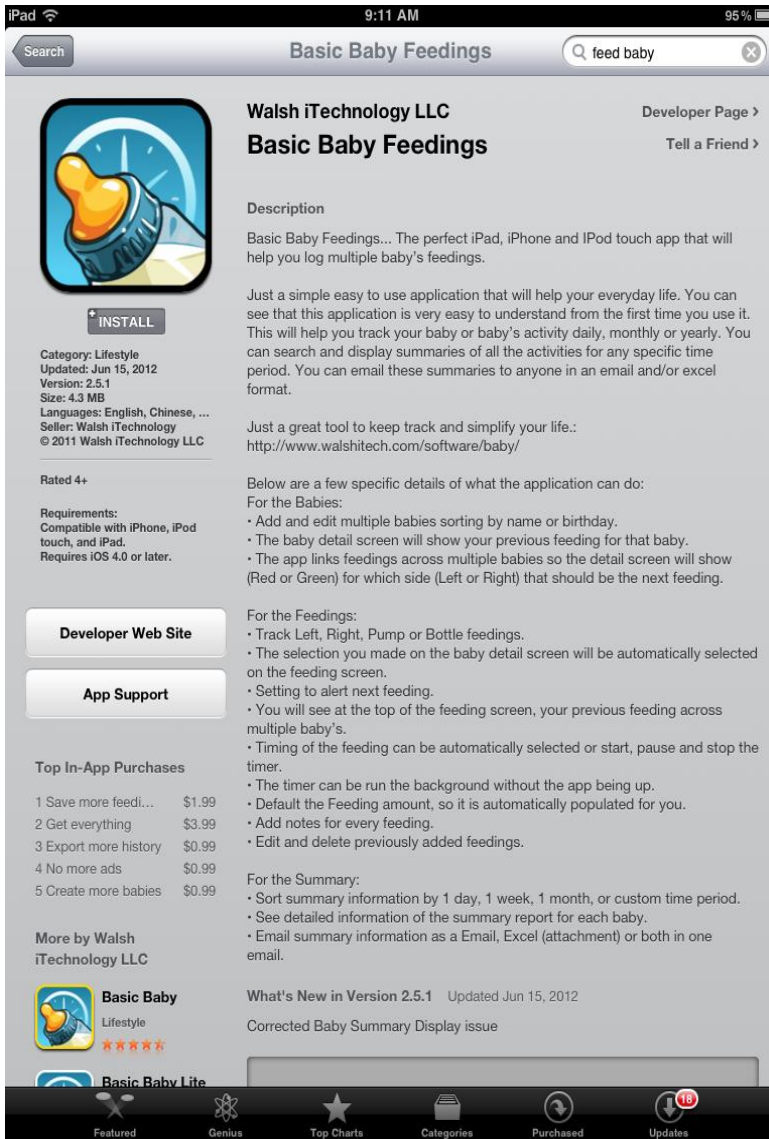 iPad 9:11 AM 95%
Search Basic Baby Feedings feed baby
Walsh iTechnology LLC
Basic Baby Feedings
Developer Page >
Tell a Friend >
INSTALL
Category: Lifestyle
Updated: Jun 15, 2012
Version: 2.5.1
Size: 4.3 MB
Languages: English, Chinese, ...
Seller: Walsh iTechnology
© 2011 Walsh iTechnology LLC
Rated 4+
Requirements:
Compatible with iPhone, iPod
touch, and iPad.
Requires iOS 4.0 or later.
Developer Web Site
App Support
Top In-App Purchases
1 Save more feedi... $1.99
2 Get everything $3.99
3 Export more history $0.99
4 No more ads $0.99
5 Create more babies $0.99
More by Walsh
iTechnology LLC
Basic Baby
Lifestyle
Basic Baby Lite
Description
Basic Baby Feedings... The perfect iPad, iPhone and IPod touch app that will
help you log multiple baby's feedings.
Just a simple easy to use application that will help your everyday life. You can
see that this application is very easy to understand from the first time you use it.
This will help you track your baby or baby's activity daily, monthly or yearly. You
can search and display summaries of all the activities for any specific time
period. You can email these summaries to anyone in an email and/or excel
format.
Just a great tool to keep track and simplify your life.:
http://www.walshitech.com/software/baby/
Below are a few specific details of what the application can do:
For the Babies:
• Add and edit multiple babies sorting by name or birthday.
• The baby detail screen will show your previous feeding for that baby.
• The app links feedings across multiple babies so the detail screen will show
(Red or Green) for which side (Left or Right) that should be the next feeding.
For the Feedings:
• Track Left, Right, Pump or Bottle feedings.
• The selection you made on the baby detail screen will be automatically selected
on the feeding screen.
• Setting to alert next feeding.
• You will see at the top of the feeding screen, your previous feeding across
multiple baby's.
• Timing of the feeding can be automatically selected or start, pause and stop the
timer.
• The timer can be run the background without the app being up.
• Default the Feeding amount, so it is automatically populated for you.
• Add notes for every feeding.
• Edit and delete previously added feedings.
For the Summary:
• Sort summary information by 1 day, 1 week, 1 month, or custom time period.
• See detailed information of the summary report for each baby.
• Email summary information as a Email, Excel (attachment) or both in one
email.
What's New in Version 2.5.1 Updated Jun 15, 2012
Corrected Baby Summary Display issue
18
Featured Genius Top Charts Categories Purchased Updates